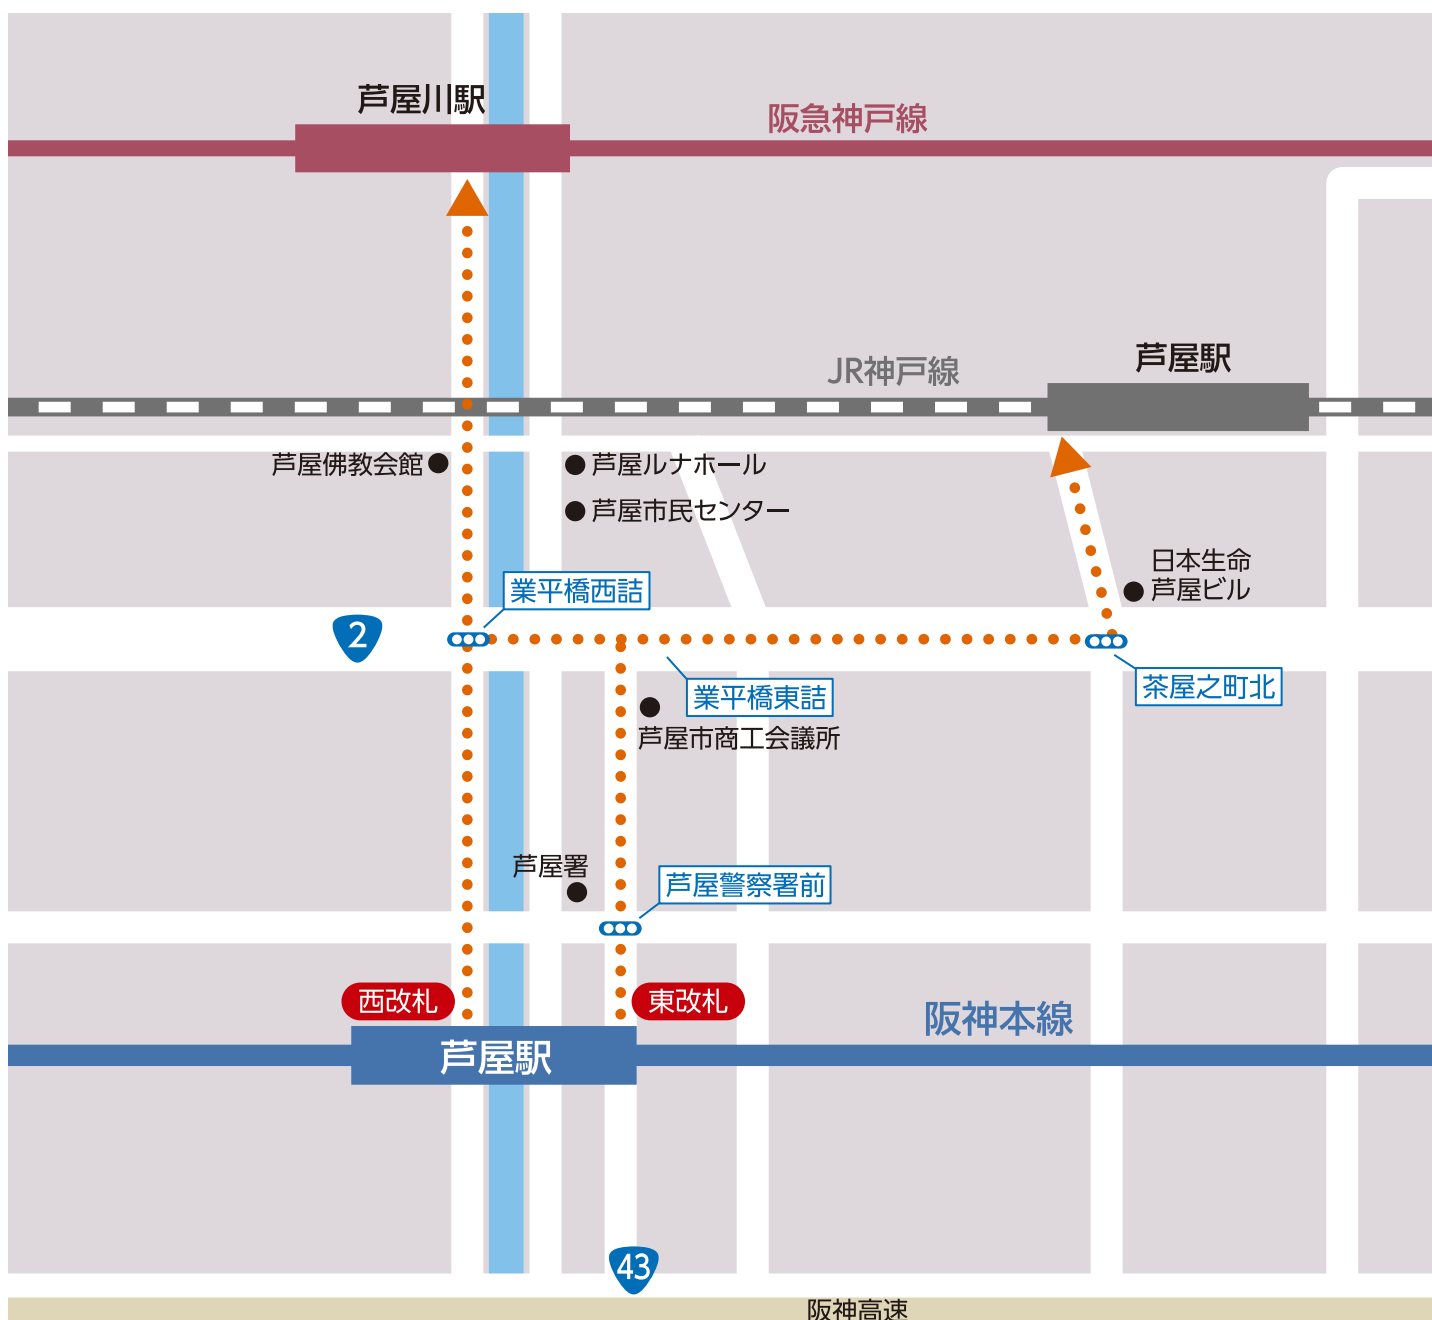 芦屋川駅
阪急神戸線
芦屋駅
JR神戸線
芦屋佛教会館
芦屋ルナホール
芦屋市民センター
日本生命
芦屋ビル
業平橋西詰
2
茶屋之町北
業平橋東詰
芦屋市商工会議所
芦屋署
芦屋警察署前
西改札
東改札
阪神本線
芦屋駅
43
阪神高速